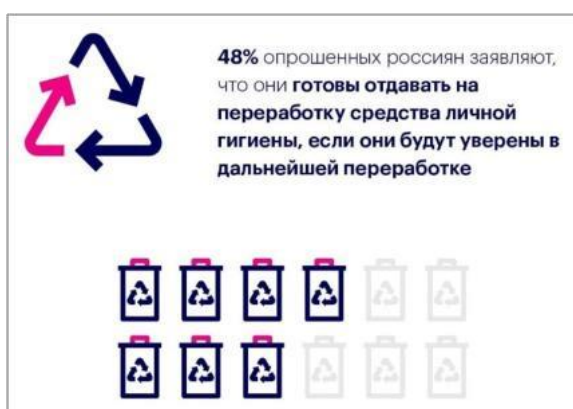 48% опрошенных россиян заявляют,
что они готовы отдавать на
переработку средства личной
гигиены, если они будут уверены в
дальнейшей переработке